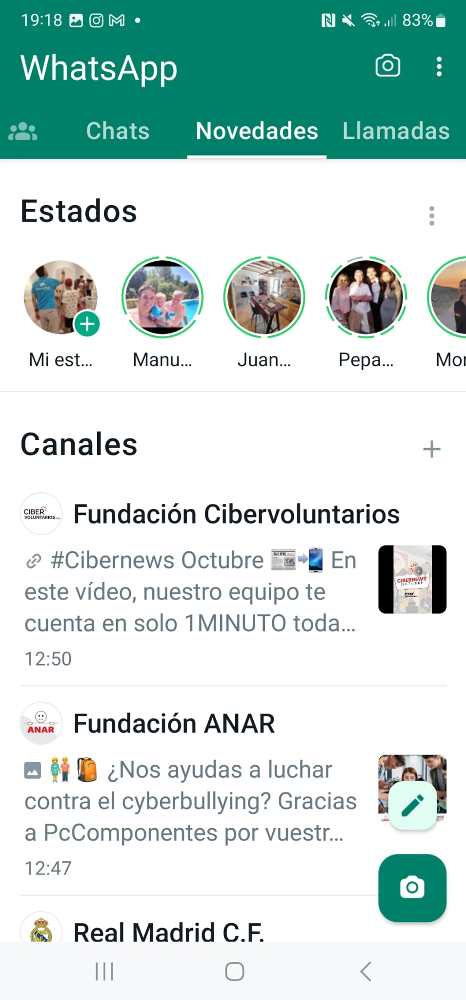 19:18
83%
WhatsApp
Chats Novedades Llamadas
Estados
Mi est... Manu... Juan... Pepa... Mor
Canales
CIBER
VOLUNTARIOS.org
Fundación Cibervoluntarios
#Cibernews Octubre En
este vídeo, nuestro equipo te
cuenta en solo 1MINUTO toda...
CIBERNEWS
OCTUBRE
12:50
ANAR
Fundación ANAR
¿Nos ayudas a luchar
contra el cyberbullying? Gracias
a PcComponentes por vuestr...
12:47
Real Madrid C.F.